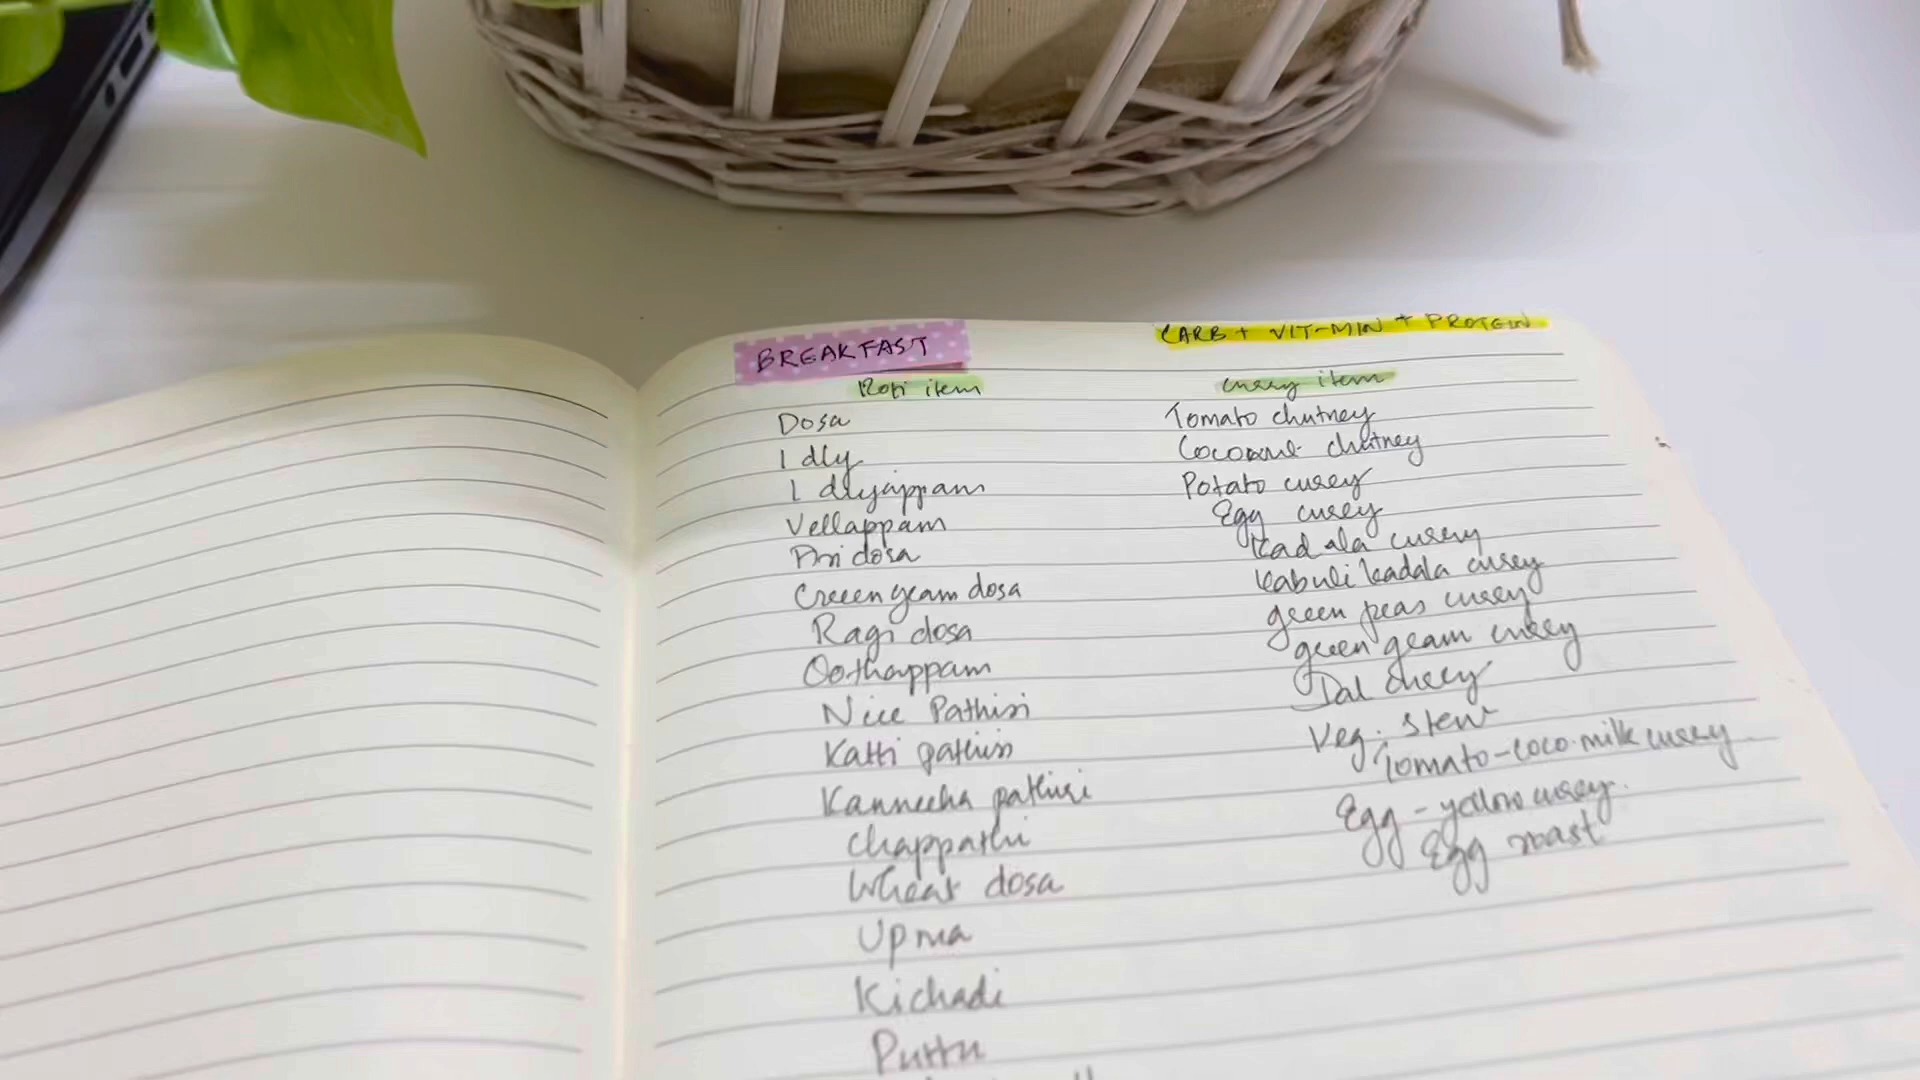 BREAKFAST
CARB + VIT-MIN + PROTEIN
Roti item
curry item
Dosa
Idly
Idlyappam
Vellappam
Ari dosa
Green gram dosa
Ragi dosa
Oothappam
Nice Pathiri
Katti pathiri
Kanneeha pathiri
Chappathi
Wheat dosa
Upma
Kichadi
Puttu
Tomato chutney
Coconut chutney
Potato curry
Egg curry
Kadala curry
Kabuli kadala curry
green peas curry
green gram curry
Dal curry
Veg. stew
Tomato-coco.milk curry
Egg - yellow curry.
Egg roast